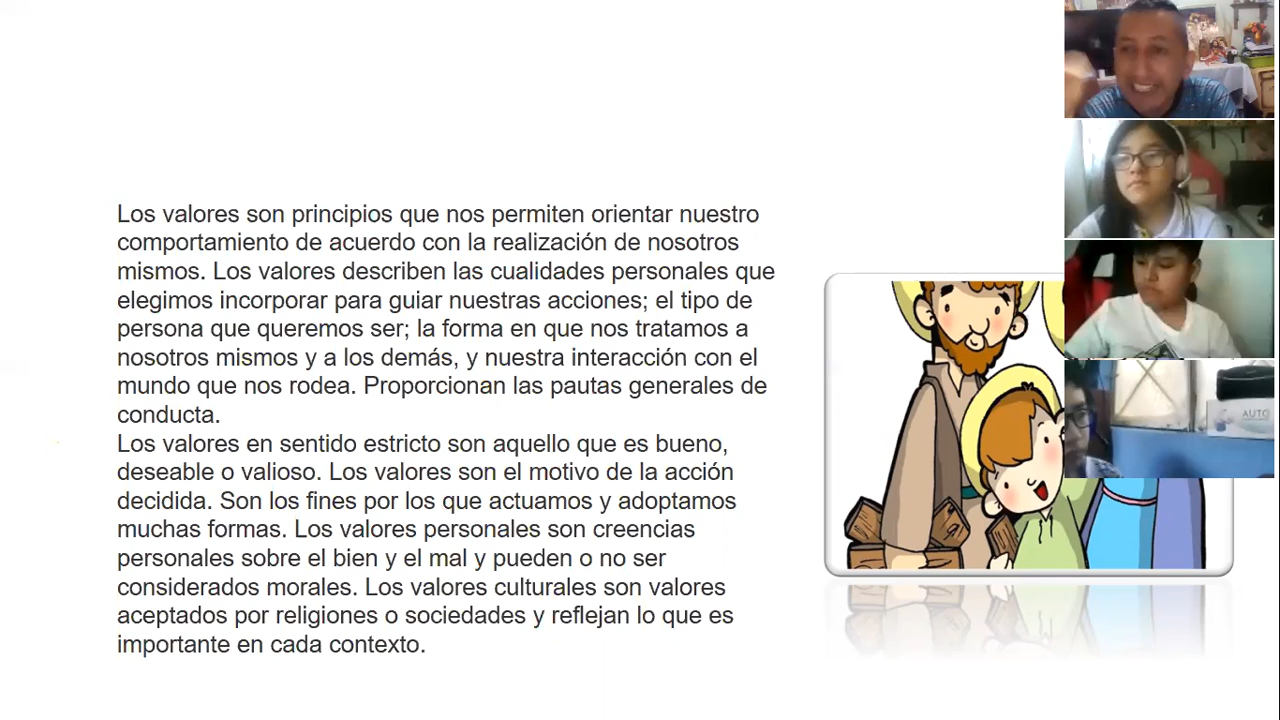 Los valores son principios que nos permiten orientar nuestro
comportamiento de acuerdo con la realización de nosotros
mismos. Los valores describen las cualidades personales que
elegimos incorporar para guiar nuestras acciones; el tipo de
persona que queremos ser; la forma en que nos tratamos a
nosotros mismos y a los demás, y nuestra interacción con el
mundo que nos rodea. Proporcionan las pautas generales de
conducta.
Los valores en sentido estricto son aquello que es bueno,
deseable o valioso. Los valores son el motivo de la acción
decidida. Son los fines por los que actuamos y adoptamos
muchas formas. Los valores personales son creencias
personales sobre el bien y el mal y pueden o no ser
considerados morales. Los valores culturales son valores
aceptados por religiones o sociedades y reflejan lo que es
importante en cada contexto.
AUTO